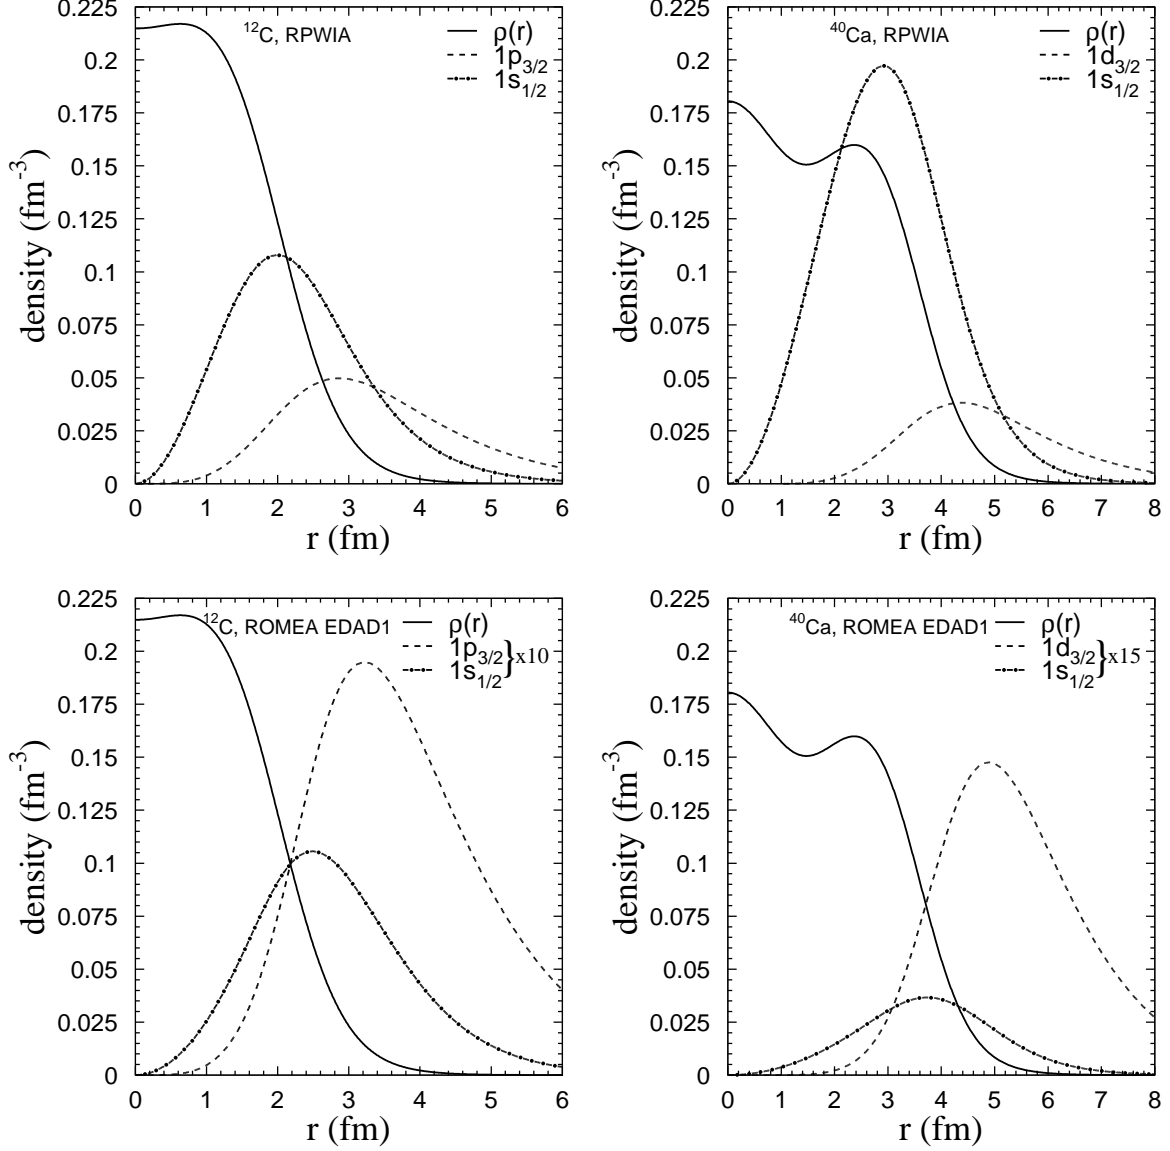 ¹²C, RPWIA
ρ(r)
1p₃/₂
1s₁/₂
0.225
0.2
0.175
0.15
0.125
0.1
0.075
0.05
0.025
0
density (fm⁻³)
0 1 2 3 4 5 6
r (fm)
⁴⁰Ca, RPWIA
ρ(r)
1d₃/₂
1s₁/₂
0.225
0.2
0.175
0.15
0.125
0.1
0.075
0.05
0.025
0
density (fm⁻³)
0 1 2 3 4 5 6 7 8
r (fm)
¹²C, ROMEA EDAD1
ρ(r)
1p₃/₂
1s₁/₂
}x10
0.225
0.2
0.175
0.15
0.125
0.1
0.075
0.05
0.025
0
density (fm⁻³)
0 1 2 3 4 5 6
r (fm)
⁴⁰Ca, ROMEA EDAD1
ρ(r)
1d₃/₂
1s₁/₂
}x15
0.225
0.2
0.175
0.15
0.125
0.1
0.075
0.05
0.025
0
density (fm⁻³)
0 1 2 3 4 5 6 7 8
r (fm)